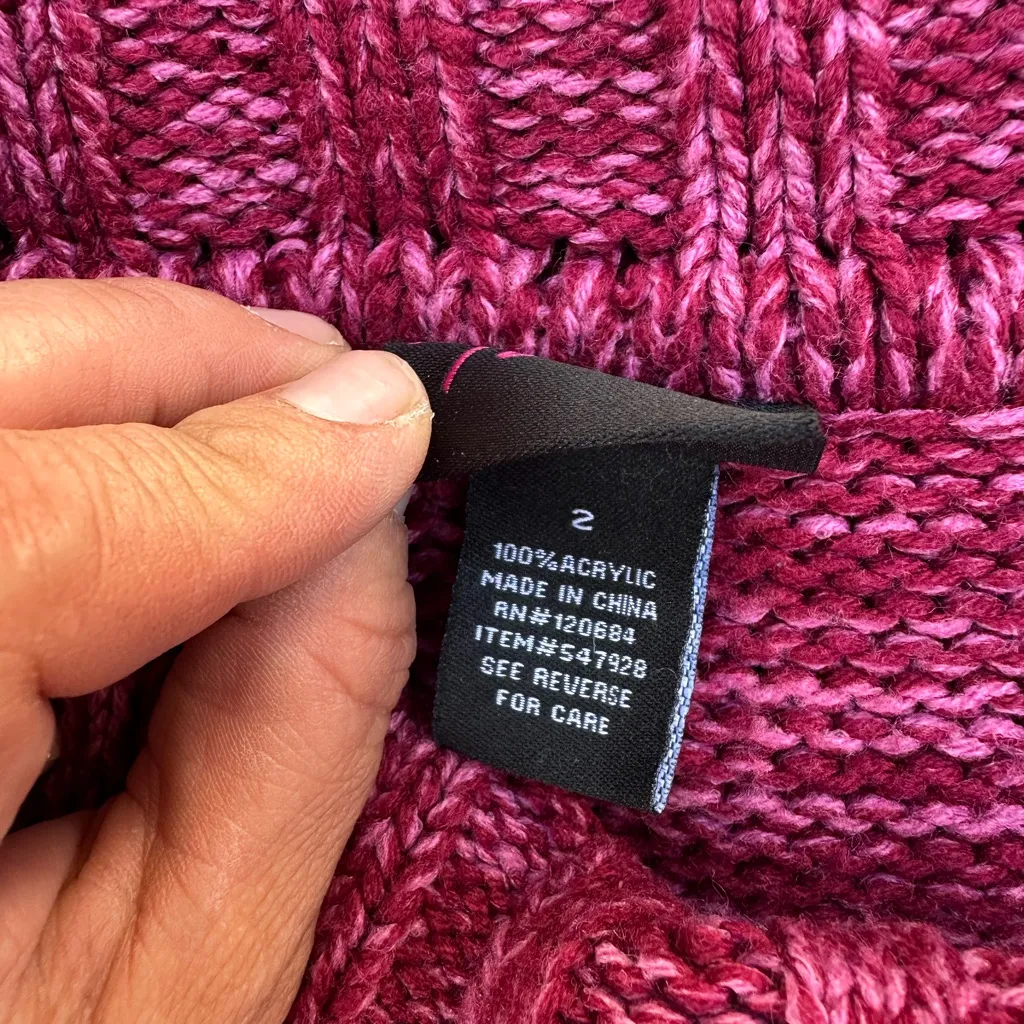 2
100%ACRYLIC
MADE IN CHINA
RN#120684
ITEM#547928
SEE REVERSE
FOR CARE